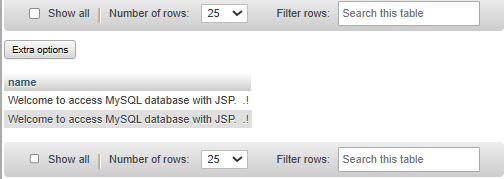 Show all Number of rows: 25 Filter rows: Search this table
Extra options
name
Welcome to access MySQL database with JSP. .!
Welcome to access MySQL database with JSP. .!
Show all Number of rows: 25 Filter rows: Search this table